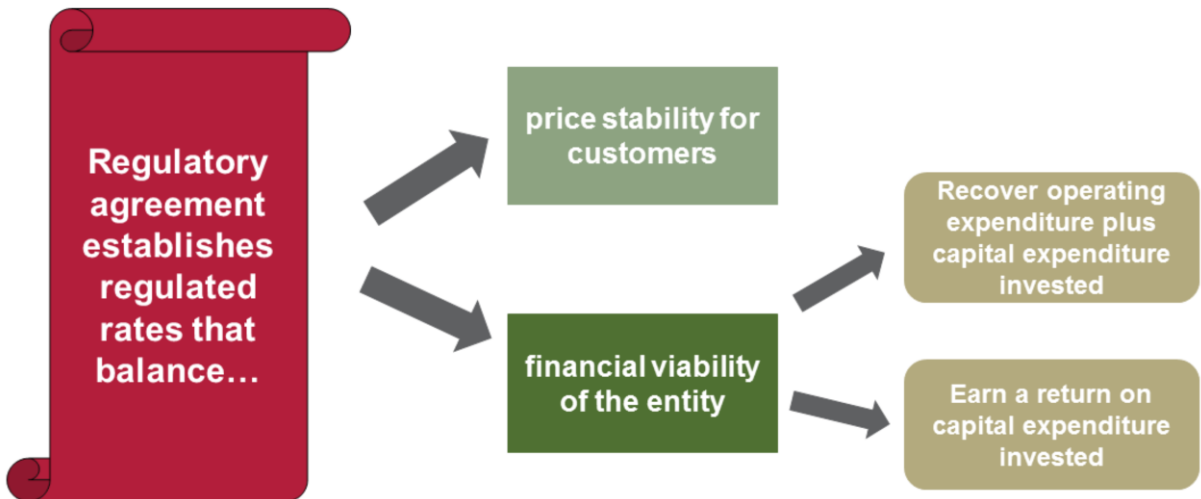 Regulatory
agreement
establishes
regulated
rates that
balance…
price stability for
customers
financial viability
of the entity
Recover operating
expenditure plus
capital expenditure
invested
Earn a return on
capital expenditure
invested